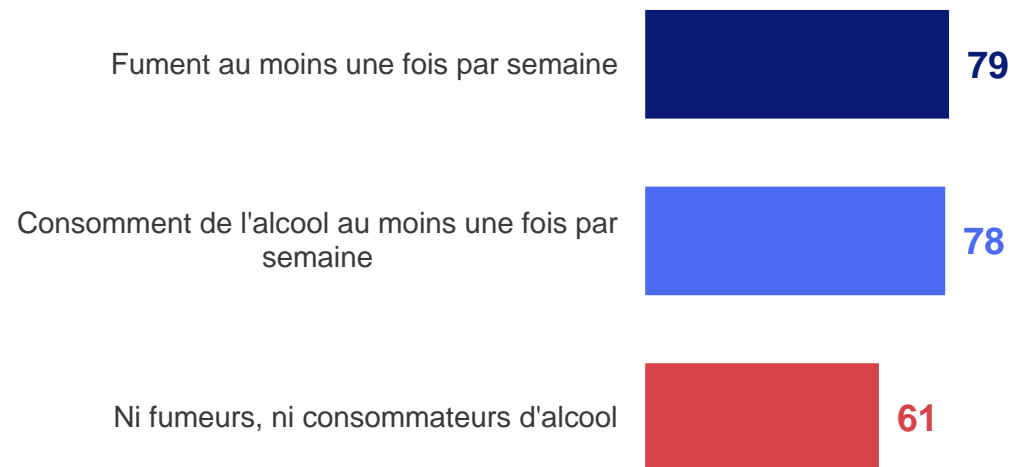 Fument au moins une fois par semaine
79
Consomment de l'alcool au moins une fois par
semaine
78
Ni fumeurs, ni consommateurs d'alcool
61